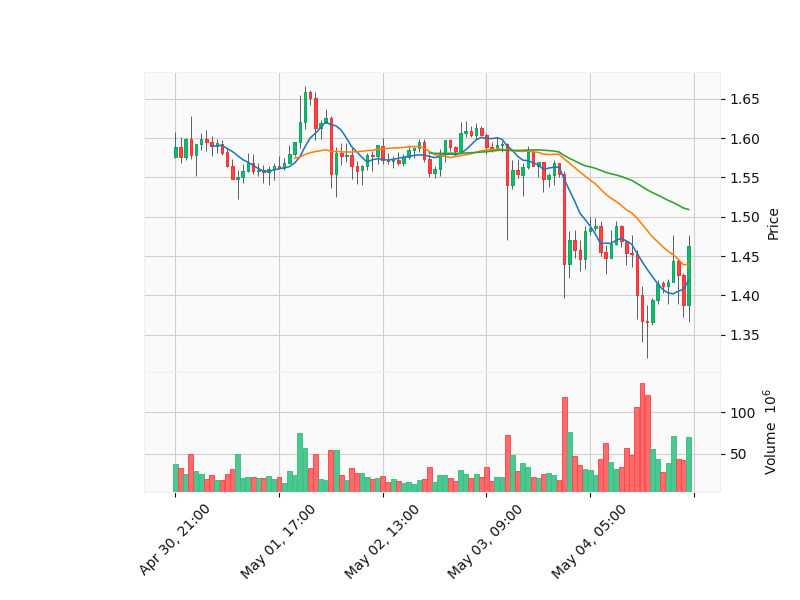 1.65
1.60
1.55
1.50
1.45
1.40
1.35
Price
100
50
Volume 10^6
Apr 30, 21:00
May 01, 17:00
May 02, 13:00
May 03, 09:00
May 04, 05:00